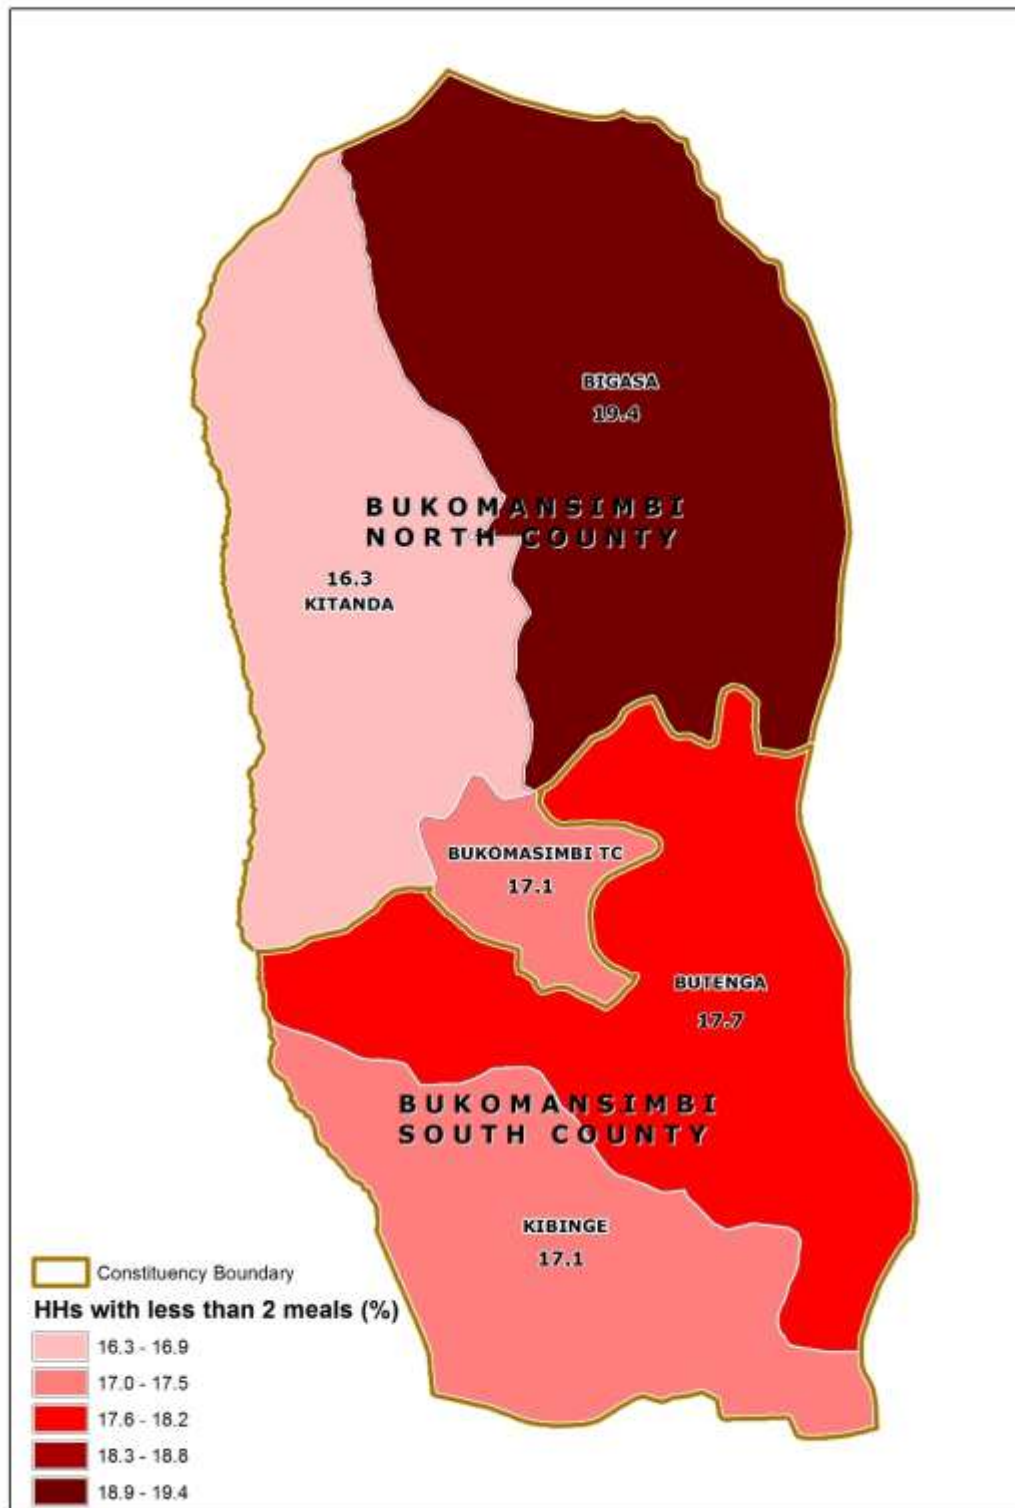 BIGASA
19.4
BUKOMANSIMBI
NORTH COUNTY
16.3
KITANDA
BUKOMASIMBI TC
17.1
BUTENGA
17.7
BUKOMANSIMBI
SOUTH COUNTY
KIBINGE
17.1
Constituency Boundary
HHs with less than 2 meals (%)
16.3 - 16.9
17.0 - 17.5
17.6 - 18.2
18.3 - 18.8
18.9 - 19.4